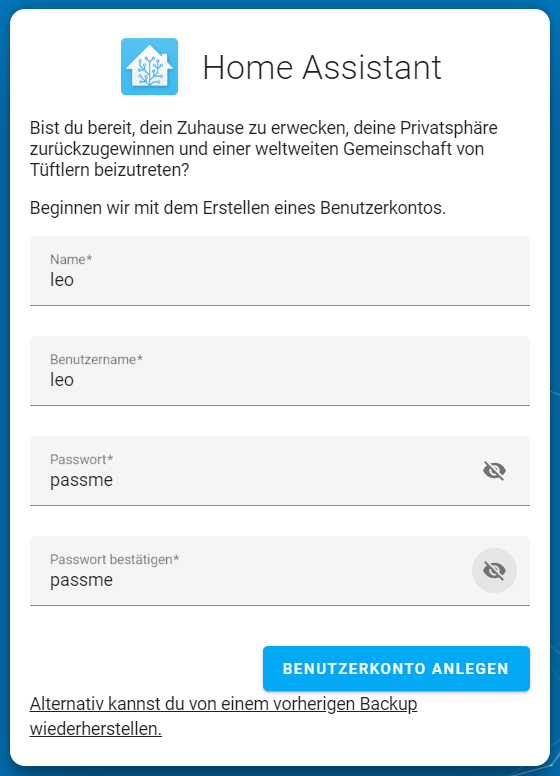 Home Assistant
Bist du bereit, dein Zuhause zu erwecken, deine Privatsphäre
zurückzugewinnen und einer weltweiten Gemeinschaft von
Tüftlern beizutreten?
Beginnen wir mit dem Erstellen eines Benutzerkontos.
Name*
leo
Benutzername*
leo
Passwort*
passme
Passwort bestätigen*
passme
BENUTZERKONTO ANLEGEN
Alternativ kannst du von einem vorherigen Backup
wiederherstellen.